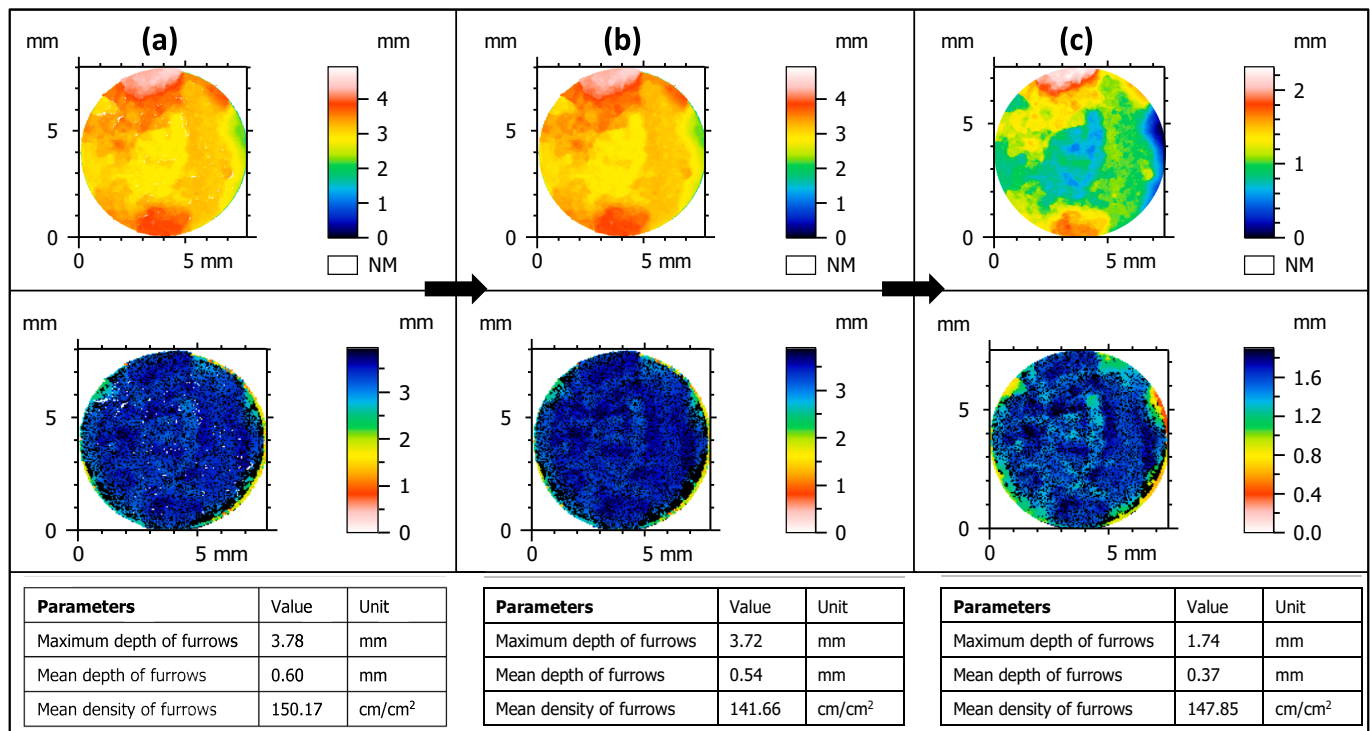 (a)
(b)
(c)
mm mm
4
3
2
1
0
5
0
0 5 mm
NM
mm mm
4
3
2
1
0
5
0
0 5 mm
NM
mm mm
2
1
0
5
0
0 5 mm
NM
mm mm
3
2
1
0
5
0
0 5 mm
mm mm
3
2
1
0
5
0
0 5 mm
mm mm
1.6
1.2
0.8
0.4
0.0
5
0
0 5 mm
Parameters Value Unit
Maximum depth of furrows 3.78 mm
Mean depth of furrows 0.60 mm
Mean density of furrows 150.17 cm/cm²
Parameters Value Unit
Maximum depth of furrows 3.72 mm
Mean depth of furrows 0.54 mm
Mean density of furrows 141.66 cm/cm²
Parameters Value Unit
Maximum depth of furrows 1.74 mm
Mean depth of furrows 0.37 mm
Mean density of furrows 147.85 cm/cm²